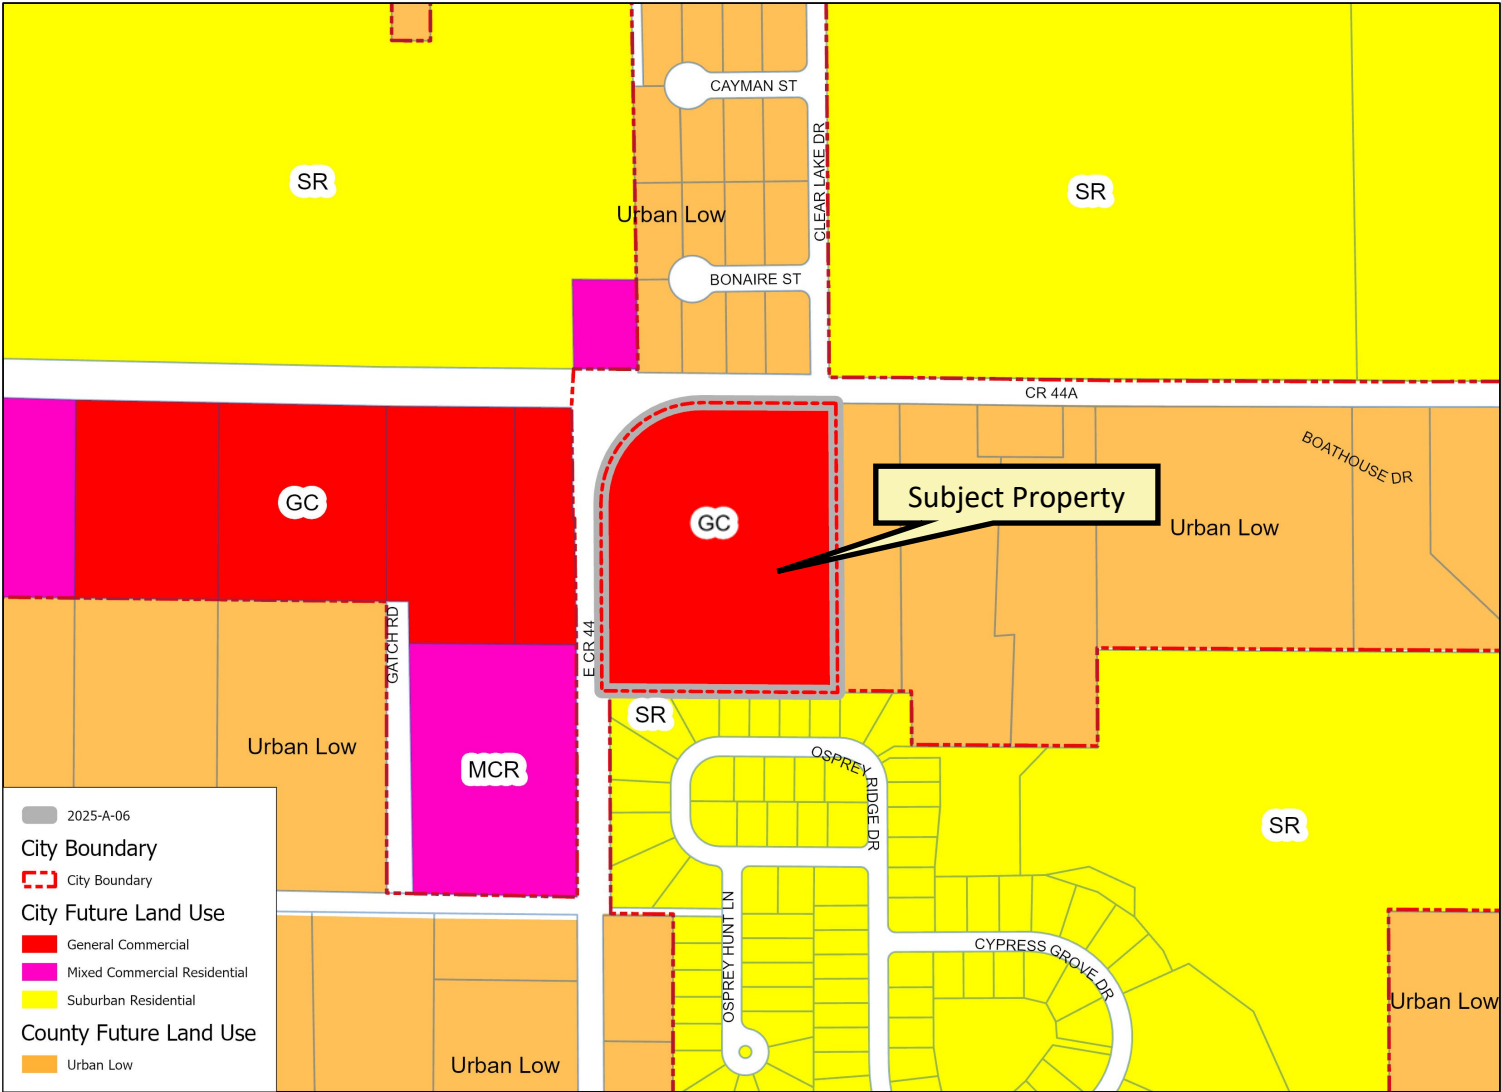 CAYMAN ST
CLEAR LAKE DR
SR
SR
Urban Low
BONAIRE ST
CR 44A
BOATHOUSE DR
GC
Subject Property
GC
Urban Low
GATCH RD
E CR 44
SR
Urban Low
OSPREY RIDGE DR
MCR
SR
OSPREY HUNT LN
CYPRESS GROVE DR
Urban Low
Urban Low
2025-A-06
City Boundary
City Boundary
City Future Land Use
General Commercial
Mixed Commercial Residential
Suburban Residential
County Future Land Use
Urban Low